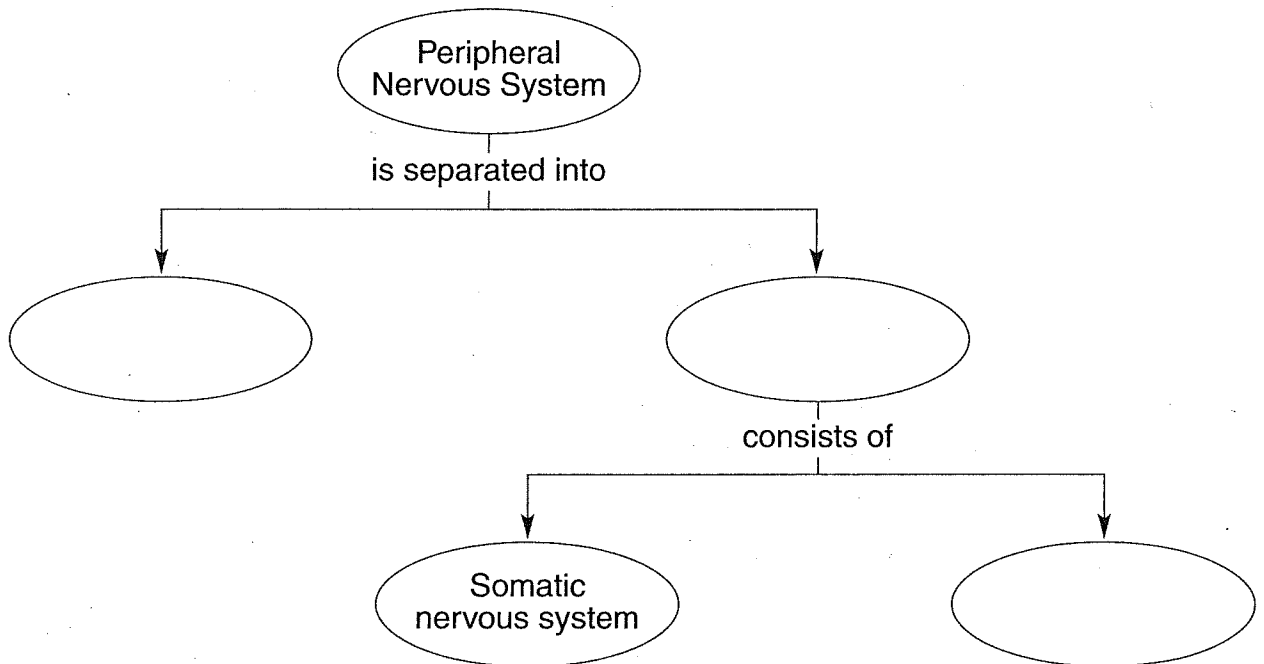 Peripheral
Nervous System
is separated into
consists of
Somatic
nervous system